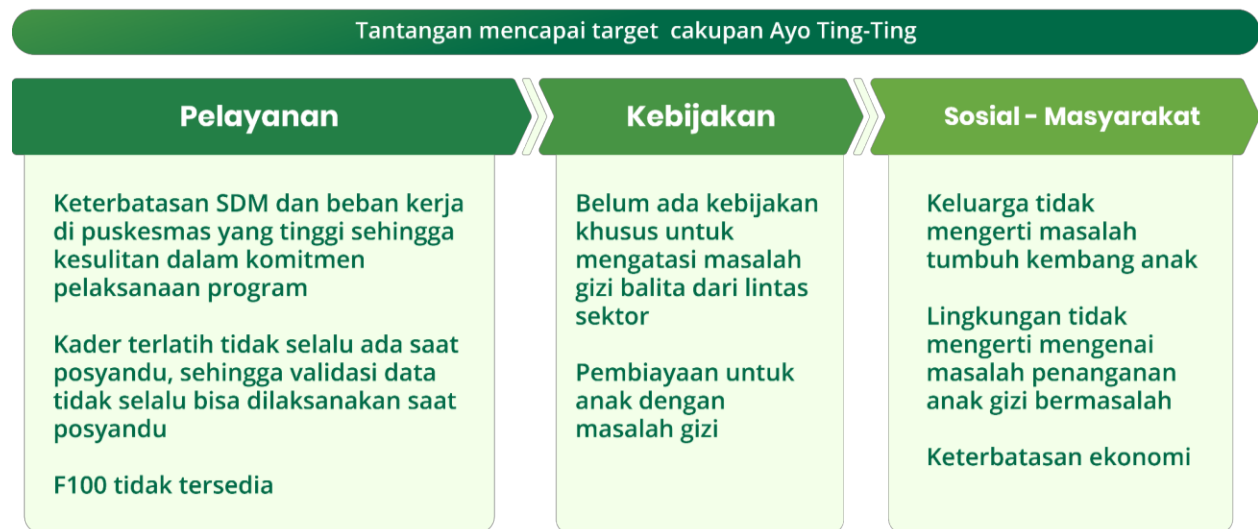 Tantangan mencapai target cakupan Ayo Ting-Ting
Pelayanan
Keterbatasan SDM dan beban kerja
di puskesmas yang tinggi sehingga
kesulitan dalam komitmen
pelaksanaan program
Kader terlatih tidak selalu ada saat
posyandu, sehingga validasi data
tidak selalu bisa dilaksanakan saat
posyandu
F100 tidak tersedia
Kebijakan
Belum ada kebijakan
khusus untuk
mengatasi masalah
gizi balita dari lintas
sektor
Pembiayaan untuk
anak dengan
masalah gizi
Sosial - Masyarakat
Keluarga tidak
mengerti masalah
tumbuh kembang anak
Lingkungan tidak
mengerti mengenai
masalah penanganan
anak gizi bermasalah
Keterbatasan ekonomi